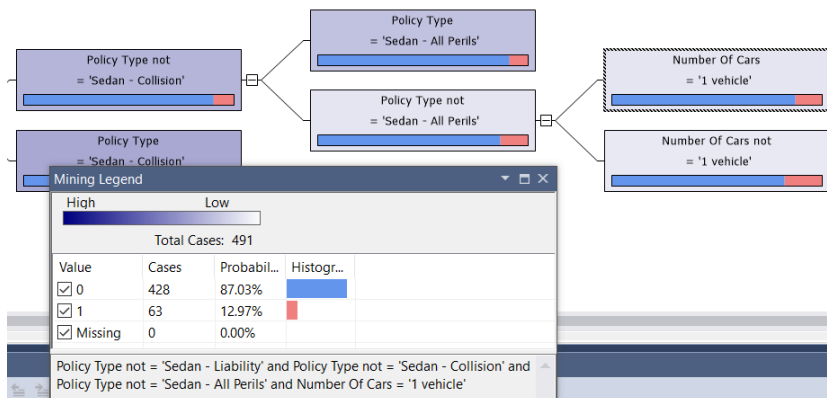 Policy Type
= 'Sedan - All Perils'
Policy Type not
= 'Sedan - Collision'
Number Of Cars
= '1 vehicle'
Policy Type not
= 'Sedan - All Perils'
Policy Type
= 'Sedan - Collision'
Number Of Cars not
= '1 vehicle'
Mining Legend
High Low
Total Cases: 491
Value Cases Probabil... Histogr...
0 428 87.03%
1 63 12.97%
Missing 0 0.00%
Policy Type not = 'Sedan - Liability' and Policy Type not = 'Sedan - Collision' and
Policy Type not = 'Sedan - All Perils' and Number Of Cars = '1 vehicle'